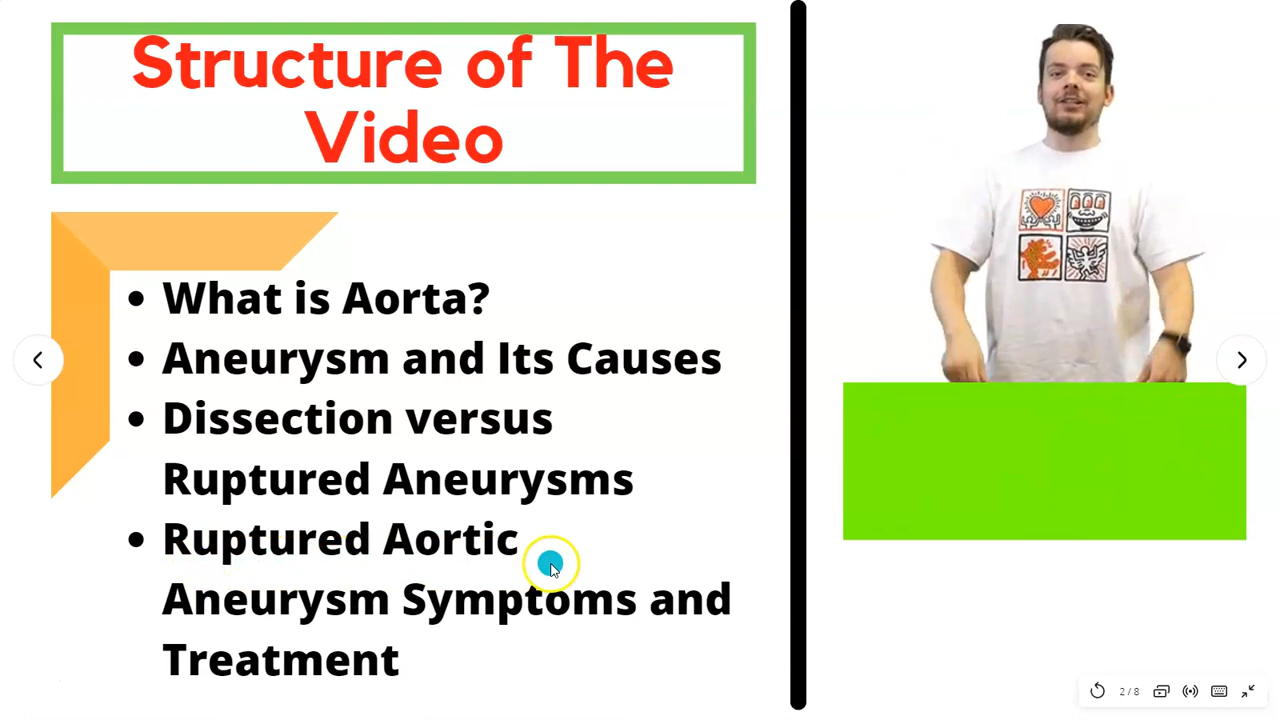 Structure of The
Video
What is Aorta?
Aneurysm and Its Causes
Dissection versus
Ruptured Aneurysms
Ruptured Aortic
Aneurysm Symptoms and
Treatment
2 / 8